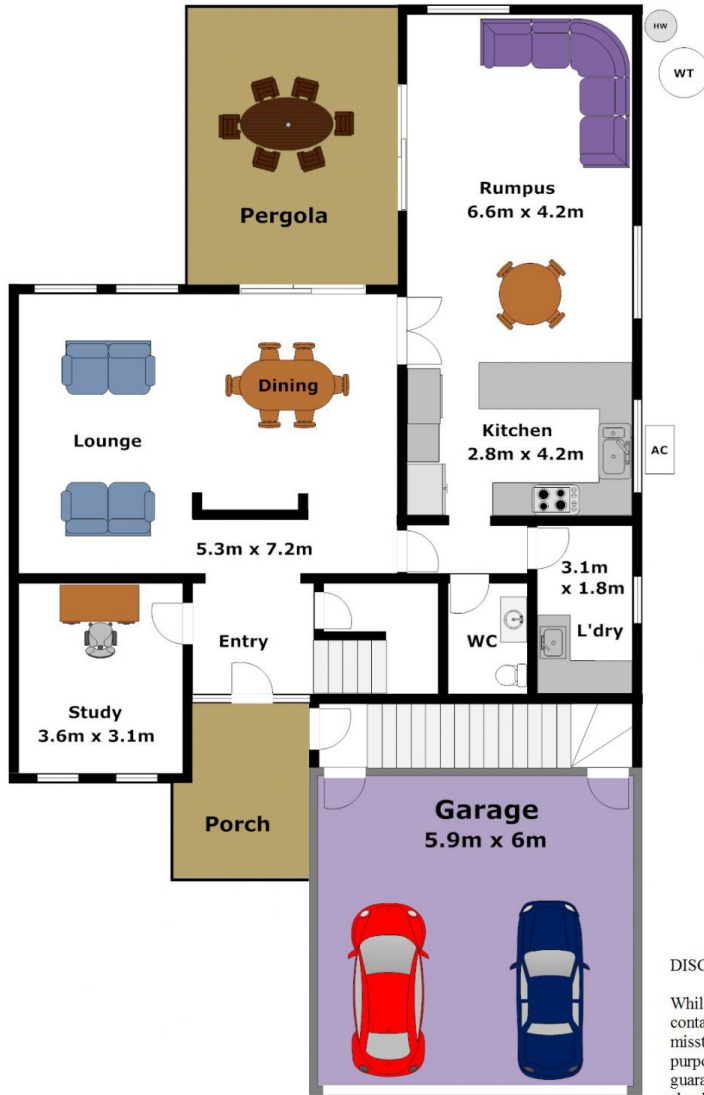 HW
WT
Rumpus
6.6m x 4.2m
Pergola
Dining
Lounge
Kitchen
2.8m x 4.2m
AC
5.3m x 7.2m
3.1m
x 1.8m
L'dry
WC
Entry
Study
3.6m x 3.1m
Porch
Garage
5.9m x 6m
DISC
Whil
conta
misst
purpo
guara